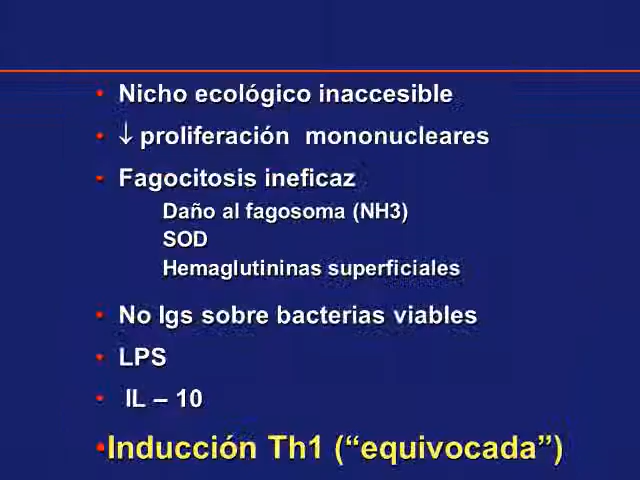 • Nicho ecológico inaccesible
• ↓ proliferación mononucleares
• Fagocitosis ineficaz
Daño al fagosoma (NH3)
SOD
Hemaglutininas superficiales
• No Igs sobre bacterias viables
• LPS
• IL – 10
•Inducción Th1 (“equivocada”)